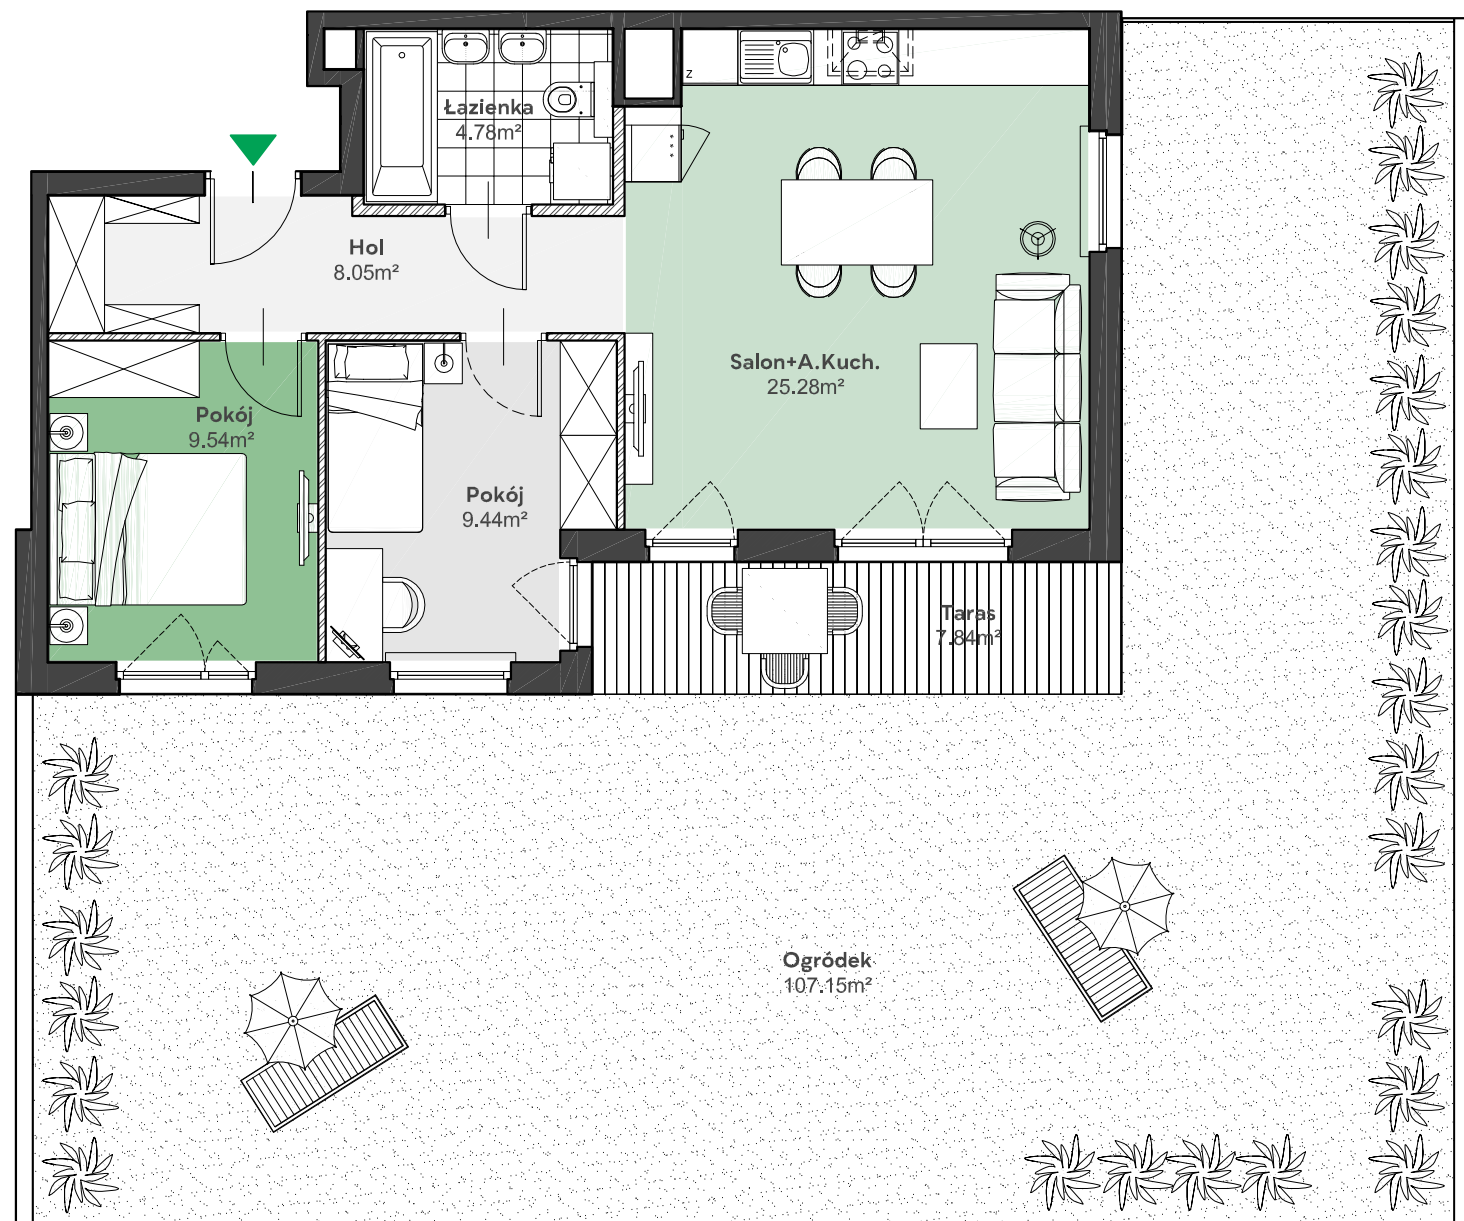 z
Łazienka
4.78m²
Hol
8.05m²
Salon+A.Kuch.
25.28m²
Pokój
9.54m²
Pokój
9.44m²
Taras
7.84m²
Ogródek
107.15m²